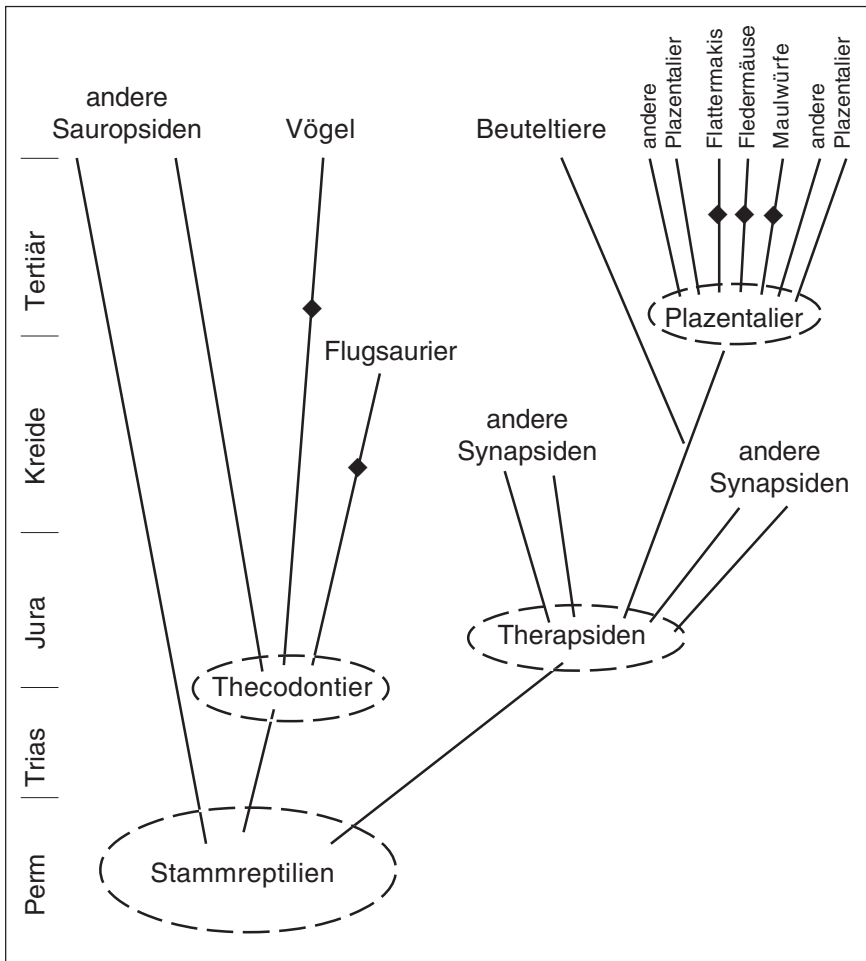 andere
Sauropsiden
Vögel
Beuteltiere
andere
Plazentalier
Flattermakis
Fledermäuse
Maulwürfe
andere
Plazentalier
Tertiär
Plazentalier
Flugsaurier
Kreide
andere
Synapsiden
andere
Synapsiden
Jura
Therapsiden
Thecodontier
Trias
Perm
Stammreptilien